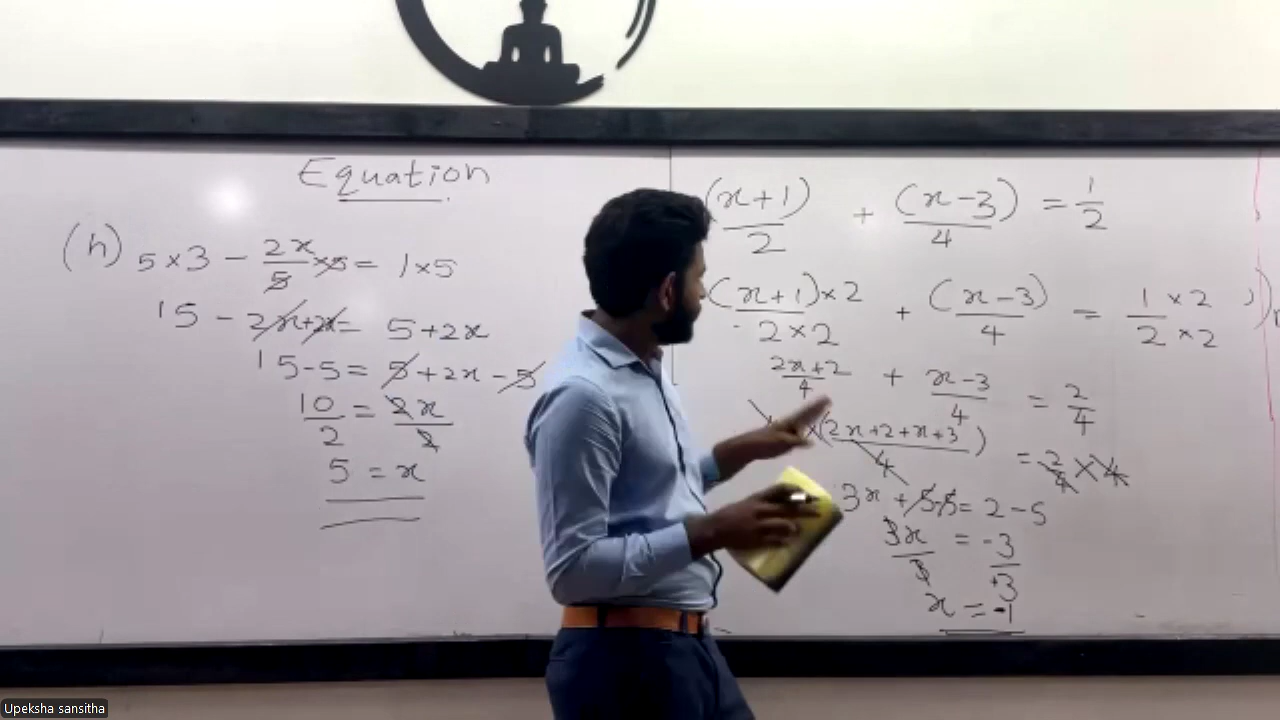 Equation
(h) 5×3 - 2x/5 ×5 = 1×5
15 - 2x+2x = 5+2x
15-5 = 5+2x-5
10/2 = 2x/2
5 = x
(x+1)/2 + (x-3)/4 = 1/2
(x+1)×2/2×2 + (x-3)/4 = 1×2/2×2
2x+2/4 + x-3/4 = 2/4
×(2x+2+x+3)/4 = 2/4 × 4
3x + 5-5 = 2-5
3x/3 = -3/+3
x = -1
Upeksha sansitha